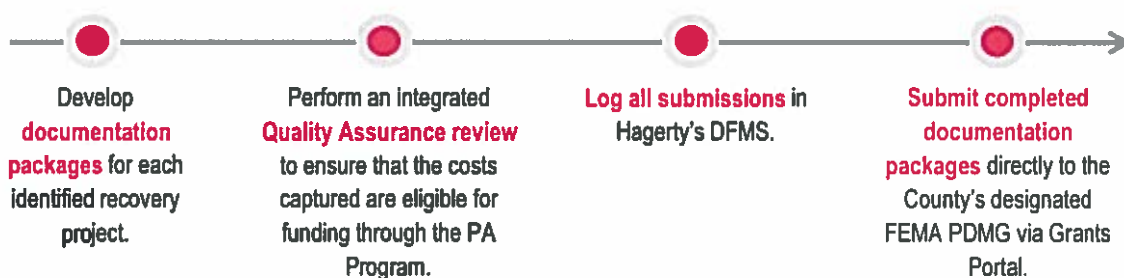 Develop
documentation
packages for each
identified recovery
project.
Perform an integrated
Quality Assurance review
to ensure that the costs
captured are eligible for
funding through the PA
Program.
Log all submissions in
Hagerty's DFMS.
Submit completed
documentation
packages directly to the
County's designated
FEMA PDMG via Grants
Portal.